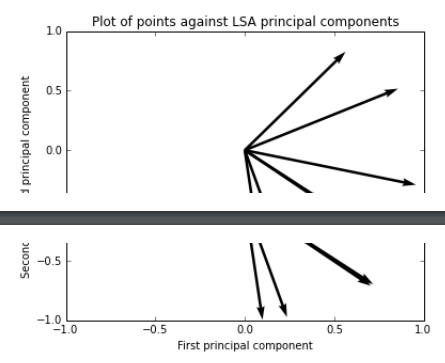 Plot of points against LSA principal components
1.0
0.5
0.0
d principal component
Secon
−0.5
−1.0
−1.0 −0.5 0.0 0.5 1.0
First principal component